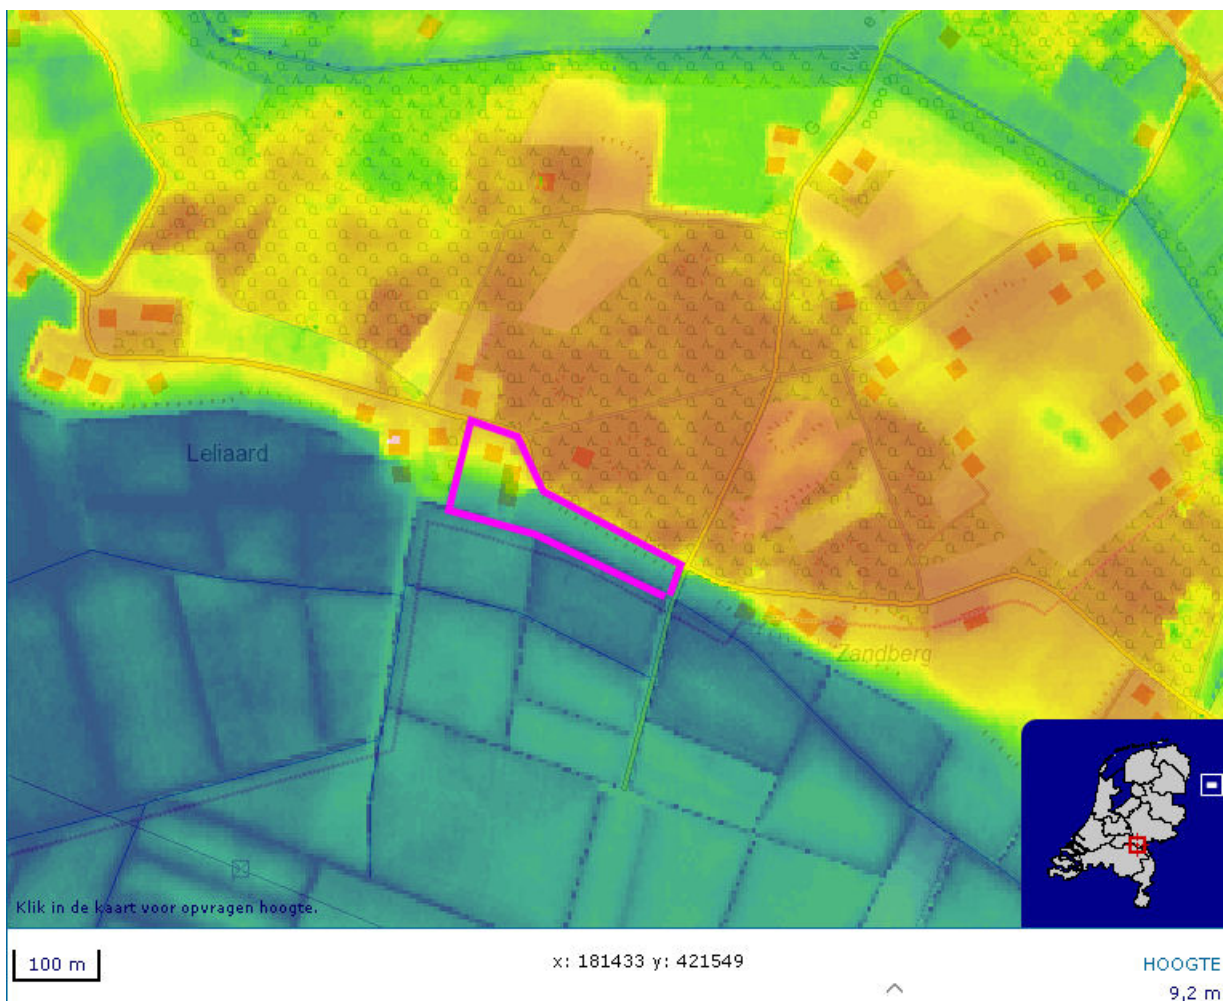 Leliaard
Zandberg
Klik in de kaart voor opvragen hoogte.
100 m
x: 181433 y: 421549
HOOGTE
9,2 m